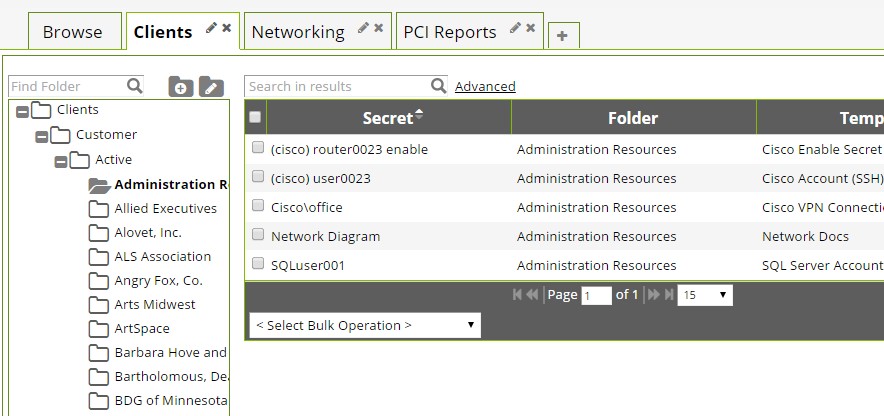 Browse Clients Networking PCI Reports +
Find Folder
Search in results Advanced
Clients
Customer
Active
Administration R
Allied Executives
Alovet, Inc.
ALS Association
Angry Fox, Co.
Arts Midwest
ArtSpace
Barbara Hove and
Bartholomous, Dea
BDG of Minnesota
Secret Folder Temp
(cisco) router0023 enable Administration Resources Cisco Enable Secret
(cisco) user0023 Administration Resources Cisco Account (SSH)
Cisco\office Administration Resources Cisco VPN Connecti
Network Diagram Administration Resources Network Docs
SQLuser001 Administration Resources SQL Server Account
Page 1 of 1 15
< Select Bulk Operation >